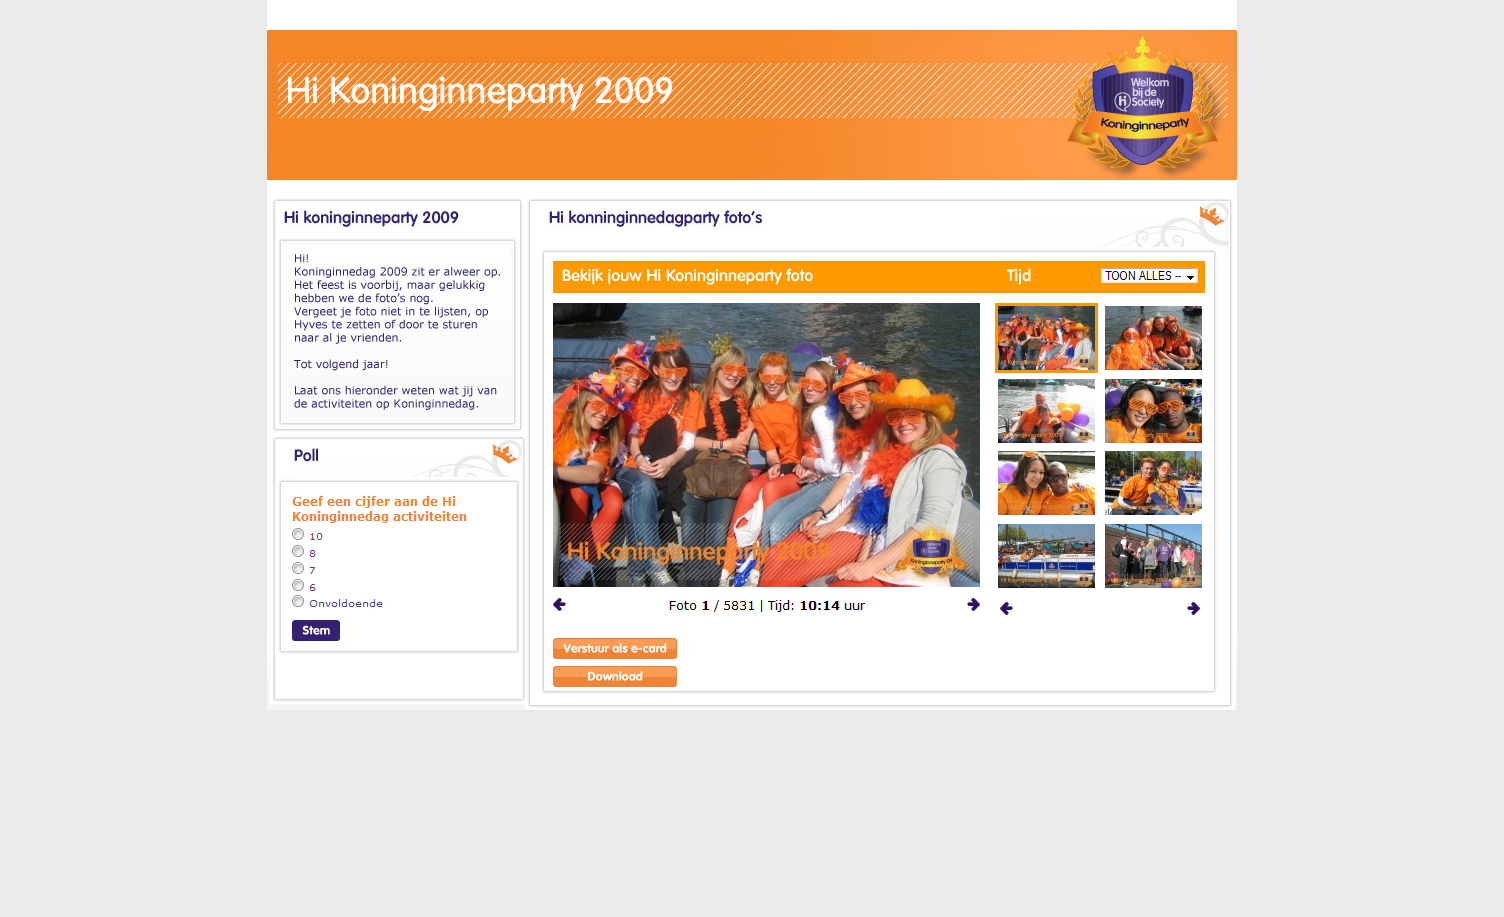 Hi Koninginneparty 2009
Welkom
bij de
Hi Society
Koninginneparty
Hi koninginneparty 2009
Hi!
Koninginnedag 2009 zit er alweer op.
Het feest is voorbij, maar gelukkig
hebben we de foto's nog.
Vergeet je foto niet in te lijsten, op
Hyves te zetten of door te sturen
naar al je vrienden.
Tot volgend jaar!
Laat ons hieronder weten wat jij van
de activiteiten op Koninginnedag.
Poll
Geef een cijfer aan de Hi
Koninginnedag activiteiten
10
8
7
6
Onvoldoende
Stem
Hi konninginnedagparty foto's
Bekijk jouw Hi Koninginneparty foto
Tijd
TOON ALLES --
Hi Koninginneparty 2009
Foto 1 / 5831 | Tijd: 10:14 uur
Verstuur als e-card
Download